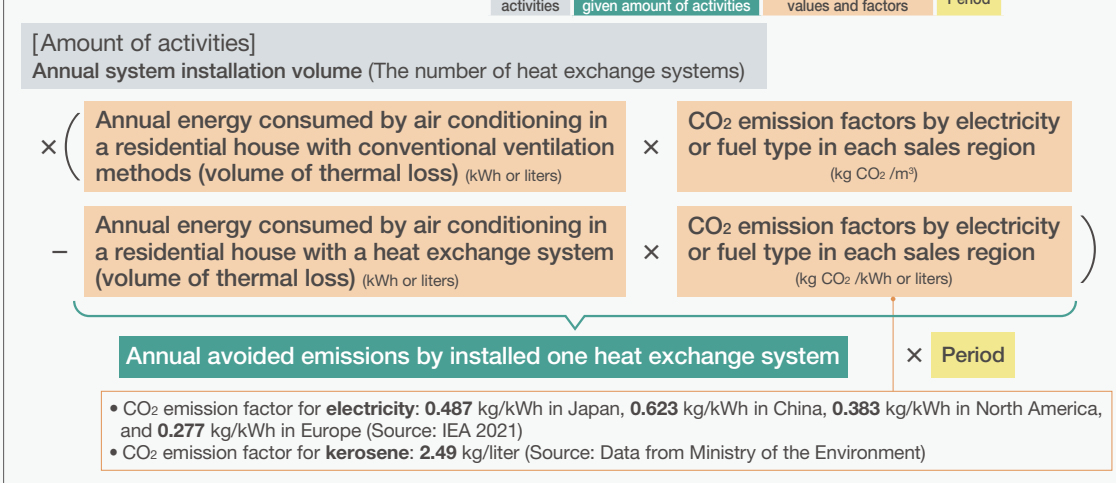 activities given amount of activities values and factors Period
[Amount of activities]
Annual system installation volume (The number of heat exchange systems)
× ( Annual energy consumed by air conditioning in
a residential house with conventional ventilation
methods (volume of thermal loss) (kWh or liters)
×
CO2 emission factors by electricity
or fuel type in each sales region
(kg CO2 /m³)
− Annual energy consumed by air conditioning in
a residential house with a heat exchange system
(volume of thermal loss) (kWh or liters)
×
CO2 emission factors by electricity
or fuel type in each sales region
(kg CO2 /kWh or liters)
)
Annual avoided emissions by installed one heat exchange system × Period
• CO2 emission factor for electricity: 0.487 kg/kWh in Japan, 0.623 kg/kWh in China, 0.383 kg/kWh in North America,
and 0.277 kg/kWh in Europe (Source: IEA 2021)
• CO2 emission factor for kerosene: 2.49 kg/liter (Source: Data from Ministry of the Environment)